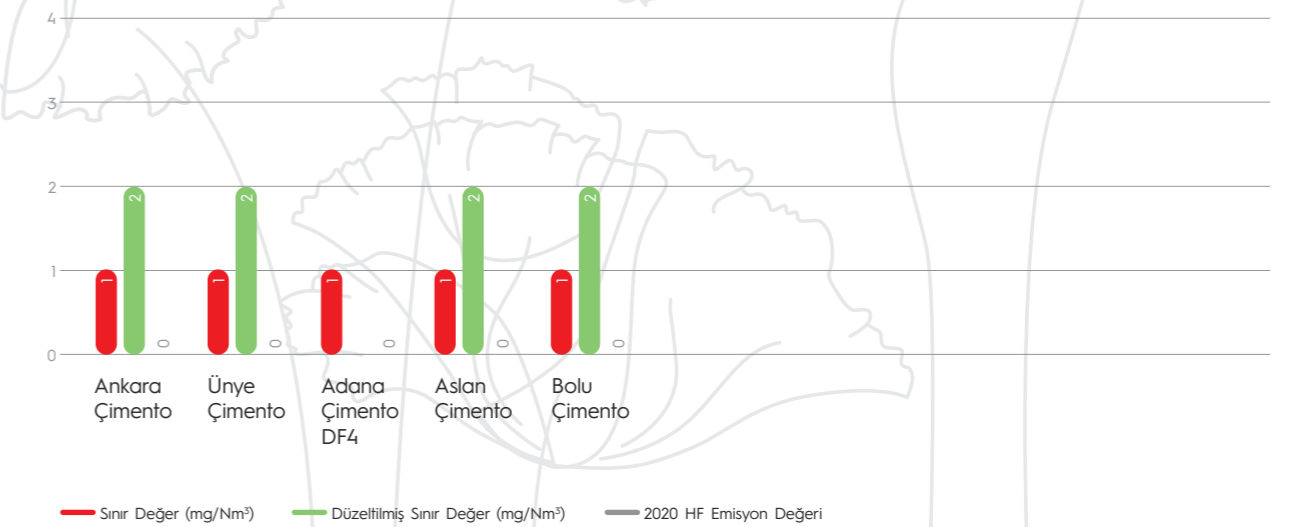 4
3
2
1
0
1 2 0
1 2 0
1 0
1 2 0
1 2 0
Ankara
Çimento
Ünye
Çimento
Adana
Çimento
DF4
Aslan
Çimento
Bolu
Çimento
Sınır Değer (mg/Nm³)
Düzeltilmiş Sınır Değer (mg/Nm³)
2020 HF Emisyon Değeri